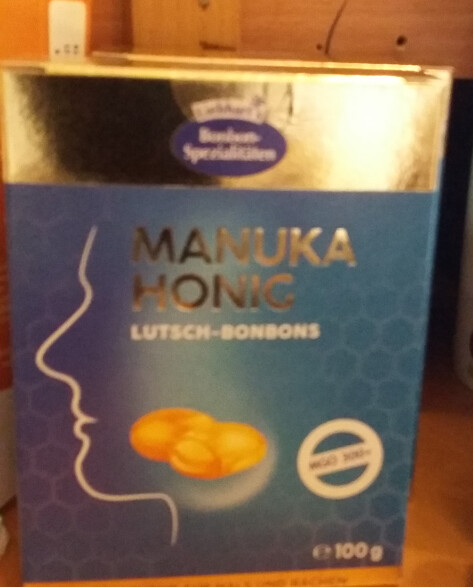 Bonbon-
Spezialitäten
MANUKA
HONIG
LUTSCH-BONBONS
MGO 300+
℮ 100 g